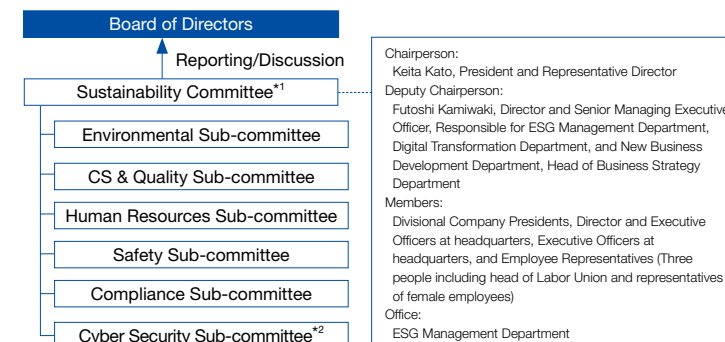 Board of Directors
Reporting/Discussion
Sustainability Committee*1
Environmental Sub-committee
CS & Quality Sub-committee
Human Resources Sub-committee
Safety Sub-committee
Compliance Sub-committee
Cyber Security Sub-committee*2
Chairperson:
Keita Kato, President and Representative Director
Deputy Chairperson:
Futoshi Kamiwaki, Director and Senior Managing Executive
Officer, Responsible for ESG Management Department,
Digital Transformation Department, and New Business
Development Department, Head of Business Strategy
Department
Members:
Divisional Company Presidents, Director and Executive
Officers at headquarters, Executive Officers at
headquarters, and Employee Representatives (Three
people including head of Labor Union and representatives
of female employees)
Office:
ESG Management Department